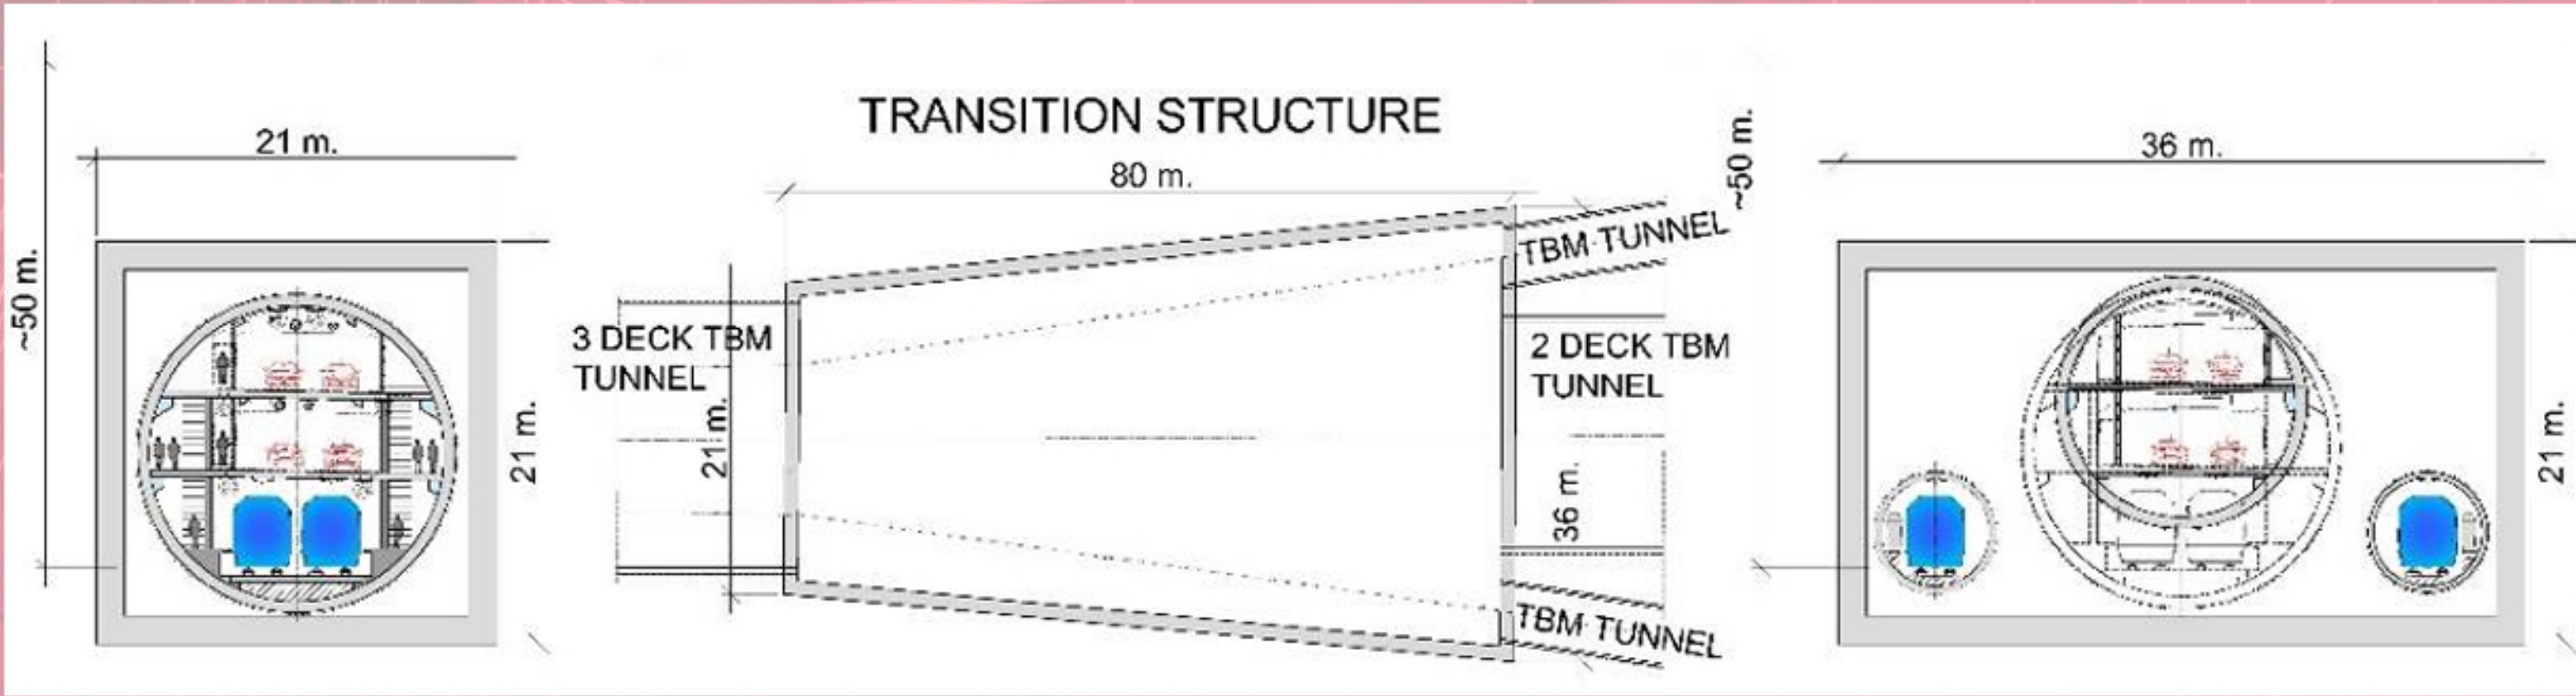 ~50 m.
21 m.
21 m.
TRANSITION STRUCTURE
80 m.
3 DECK TBM
TUNNEL
21 m.
TBM TUNNEL
2 DECK TBM
TUNNEL
36 m.
TBM TUNNEL
~50 m.
36 m.
21 m.